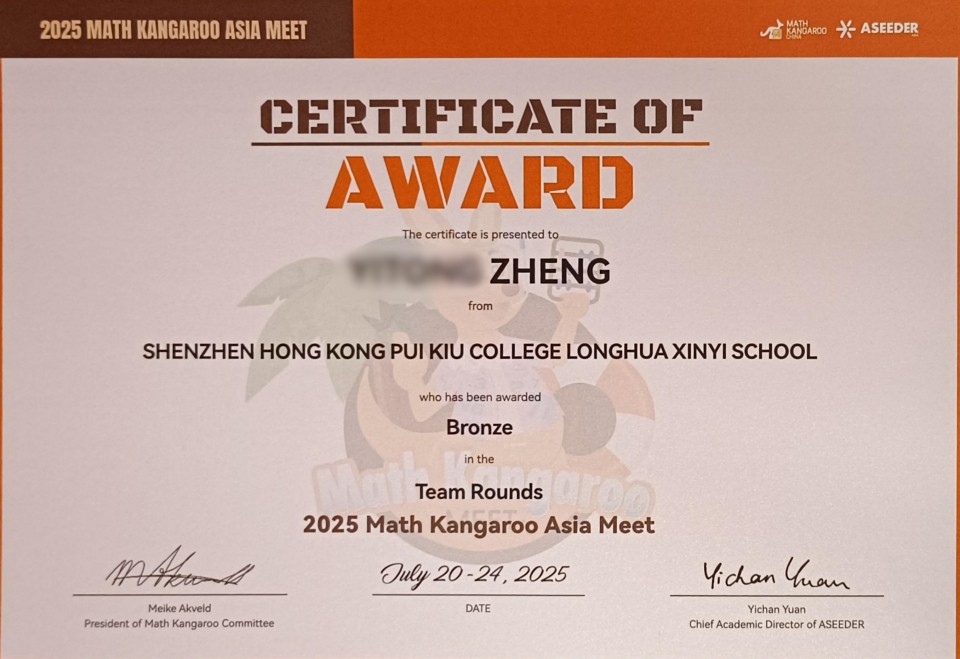 2025 MATH KANGAROO ASIA MEET
MATH
KANGAROO
CHINA
ASEEDER
CERTIFICATE OF
AWARD
The certificate is presented to
ZHENG
from
SHENZHEN HONG KONG PUI KIU COLLEGE LONGHUA XINYI SCHOOL
who has been awarded
Bronze
in the
Math Kangaroo
Team Rounds
MEET
2025 Math Kangaroo Asia Meet
July 20-24, 2025
Yichan Yuan
Meike Akveld
DATE
Yichan Yuan
President of Math Kangaroo Committee
Chief Academic Director of ASEEDER